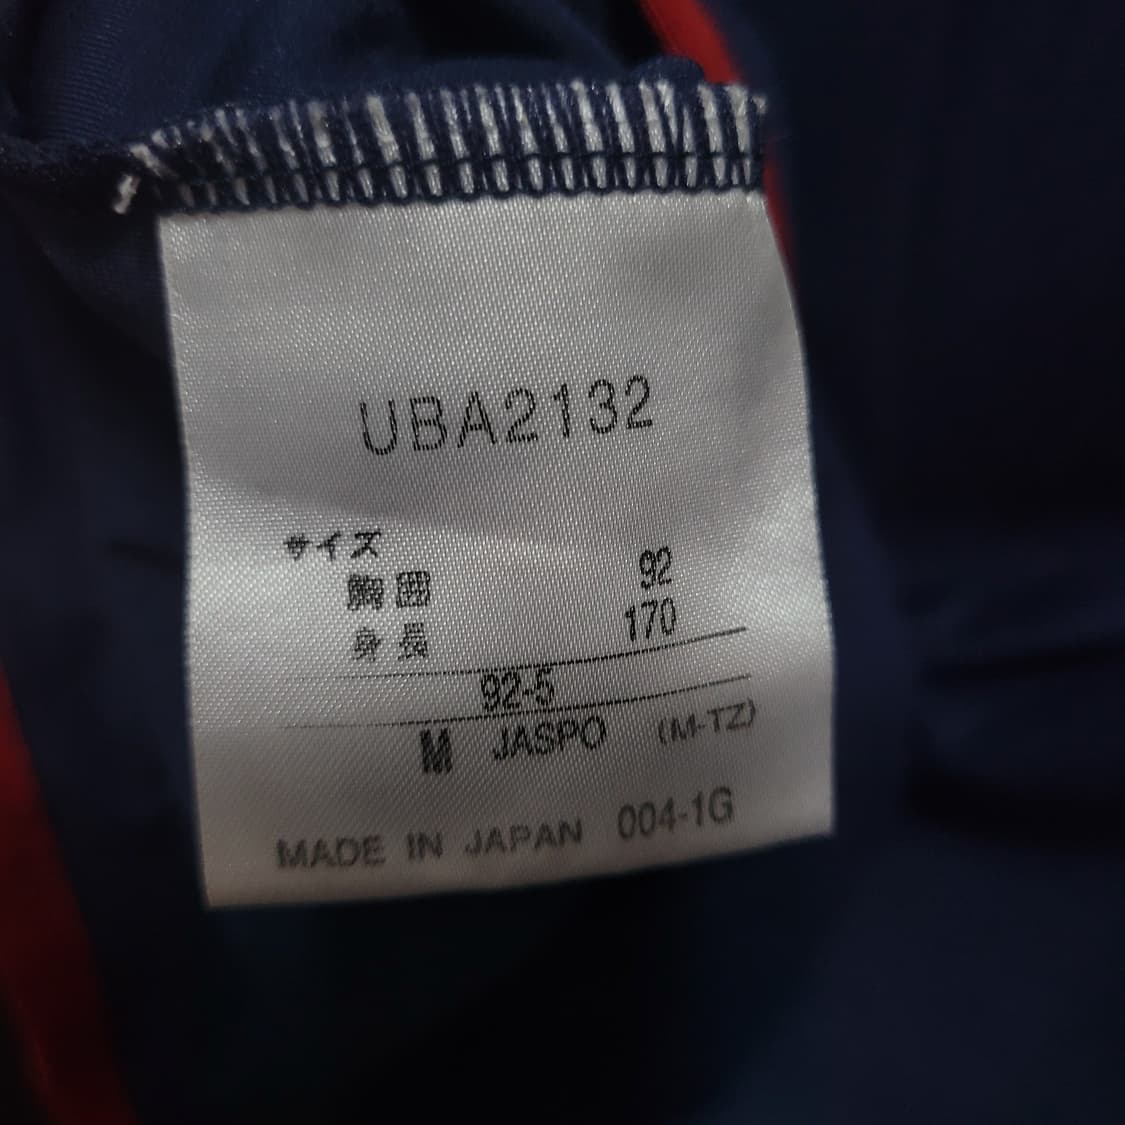 UBA2132
サイズ
胸囲 92
身長 170
92-5
M JASPO (M-TZ)
MADE IN JAPAN 004-1G